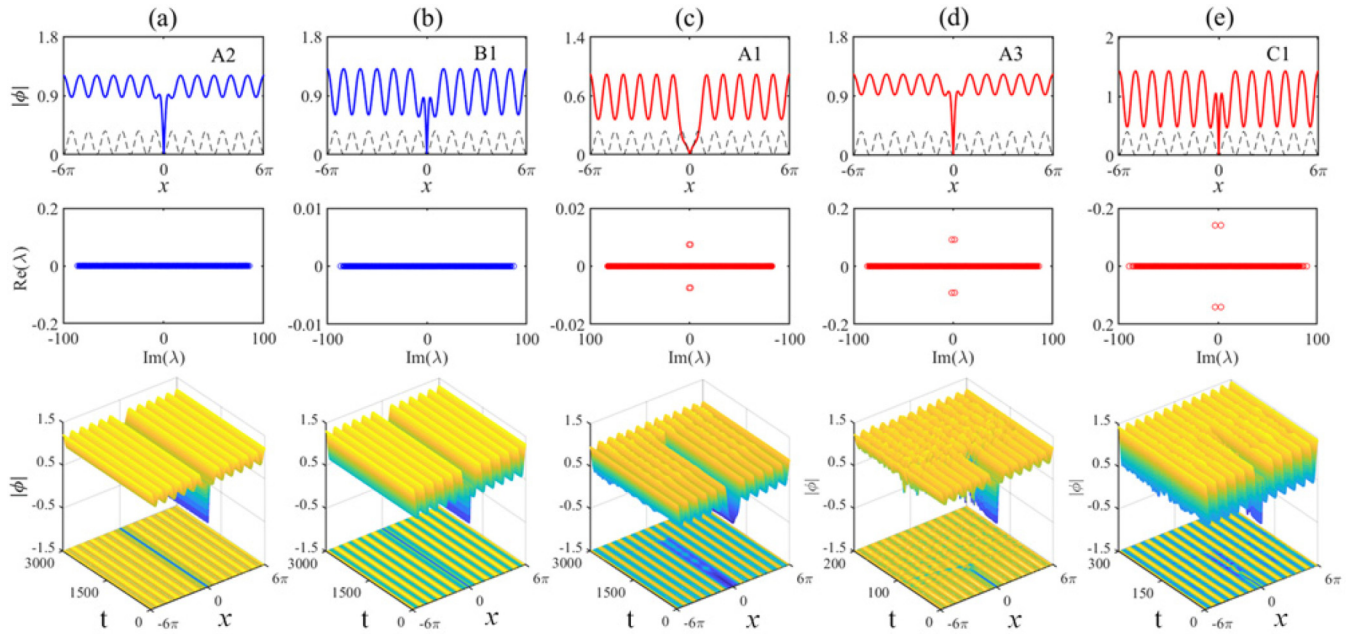 (a) (b) (c) (d) (e)
1.8 1.8 1.4 1.8 2
A2 B1 A1 A3 C1
|ϕ| 0.9 0.9 0.6 0.9 1
0 0 0 0 0
-6π 0 6π -6π 0 6π -6π 0 6π -6π 0 6π -6π 0 6π
x x x x x
0.2 0.01 0.02 0.2 -0.2
Re(λ) 0 0 0 0 0
-0.2 -0.01 -0.02 -0.2 0.2
-100 0 100 -100 0 100 100 0 -100 -100 0 100 -100 0 100
Im(λ) Im(λ) Im(λ) Im(λ) Im(λ)
1.5 1.5 1.5 1.5 1.5
0.5 0.5 0.5 0.5 0.5
|ϕ| |ϕ| |ϕ|
-0.5 -0.5 -0.5 -0.5 -0.5
-1.5 -1.5 -1.5 -1.5 -1.5
3000 3000 3000 200 300
6π 6π 6π 6π 6π
1500 1500 1500 100 150
0 0 0 0 0
t 0 -6π x t 0 -6π x t 0 -6π x t 0 -6π x t 0 -6π x